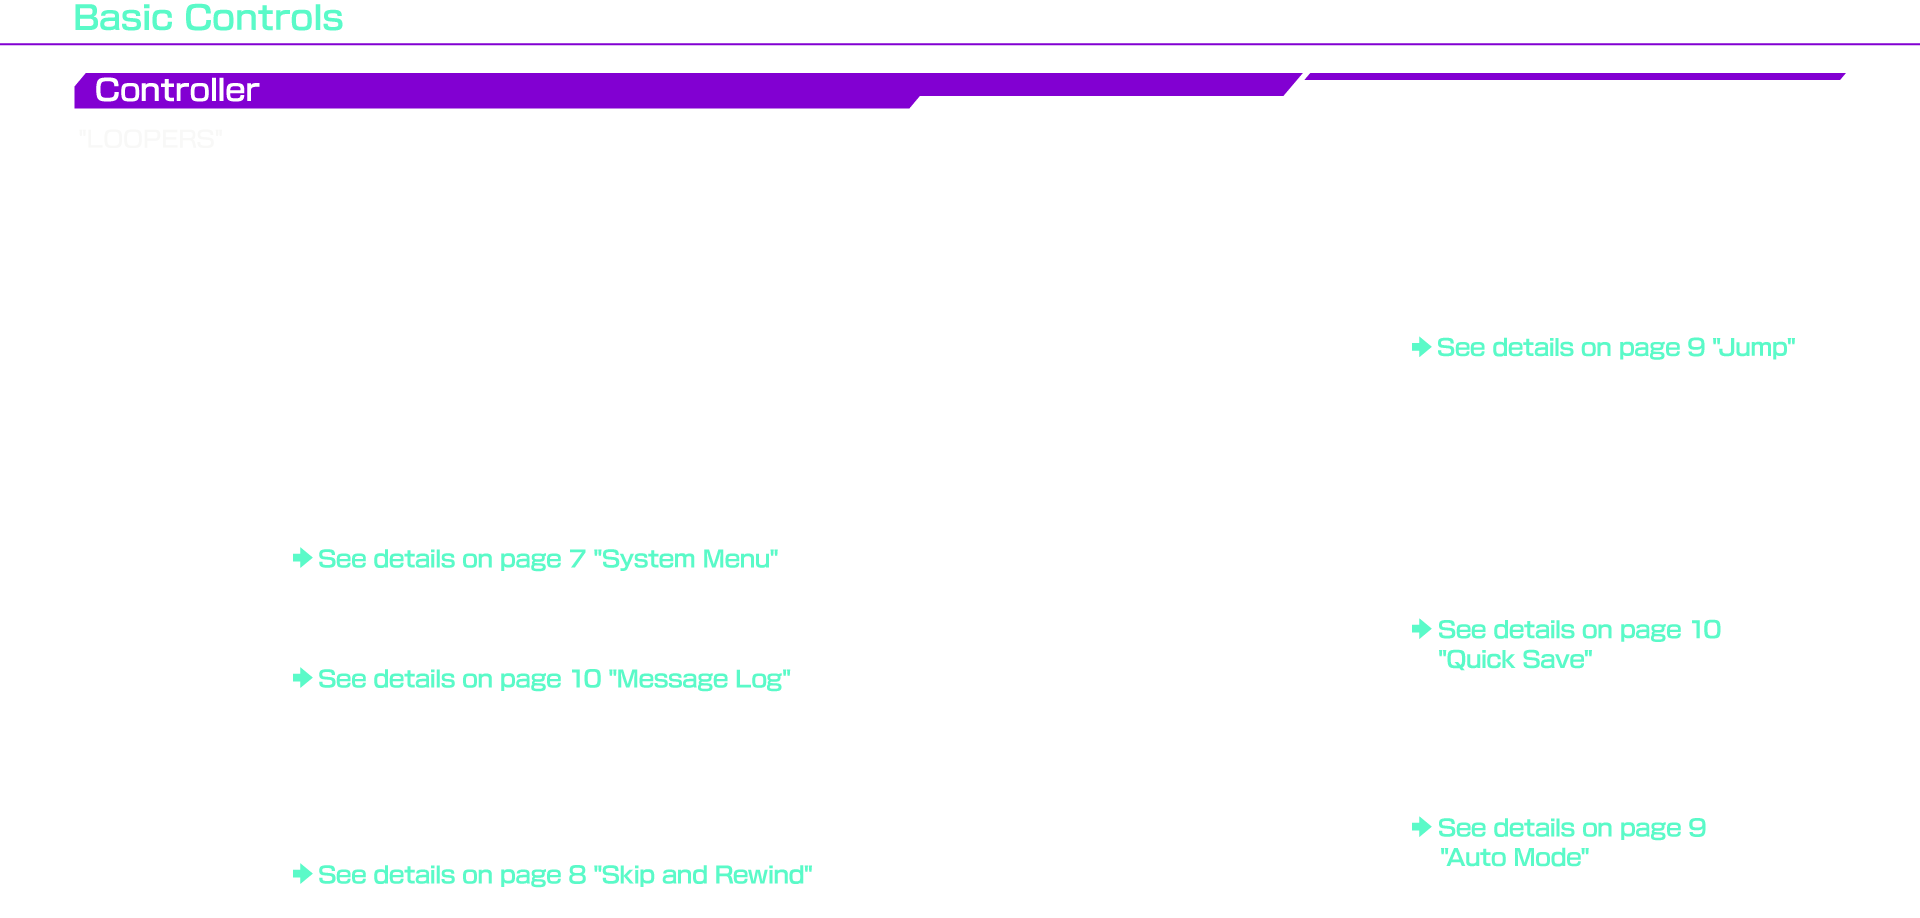 Basic Controls
Controller
"LOOPERS"
See details on page 9 "Jump"
See details on page 7 "System Menu"
See details on page 10
"Quick Save"
See details on page 10 "Message Log"
See details on page 9
"Auto Mode"
See details on page 8 "Skip and Rewind"